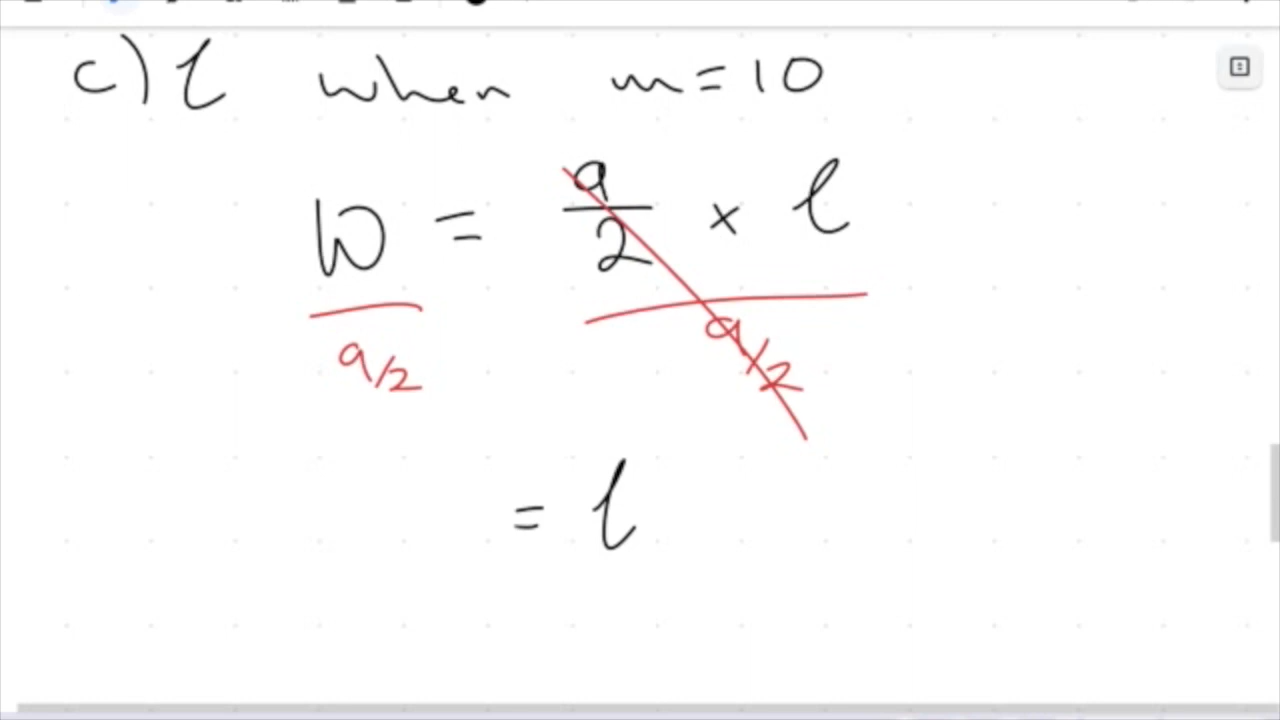 c) l when m = 10
w = 9/2 × l
9/2 9/2
= l